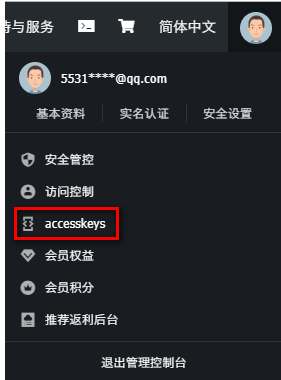 持与服务 简体中文
5531****@qq.com
基本资料 实名认证 安全设置
安全管控
访问控制
accesskeys
会员权益
会员积分
推荐返利后台
退出管理控制台